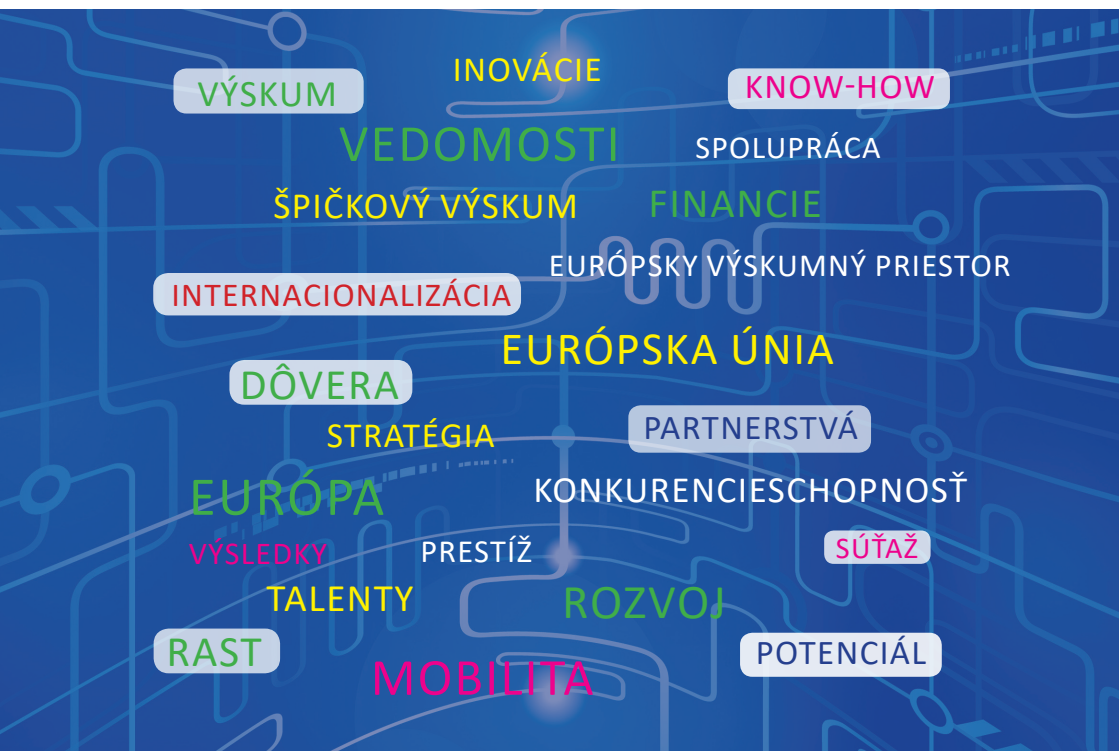 INOVÁCIE
VÝSKUM
KNOW-HOW
VEDOMOSTI
SPOLUPRÁCA
ŠPIČKOVÝ VÝSKUM
FINANCIE
EURÓPSKY VÝSKUMNÝ PRIESTOR
INTERNACIONALIZÁCIA
EURÓPSKA ÚNIA
DÔVERA
STRATÉGIA
PARTNERSTVÁ
EURÓPA
KONKURENCIESCHOPNOSŤ
VÝSLEDKY
PRESTÍŽ
SÚŤAŽ
TALENTY
ROZVOJ
RAST
POTENCIÁL
MOBILITA